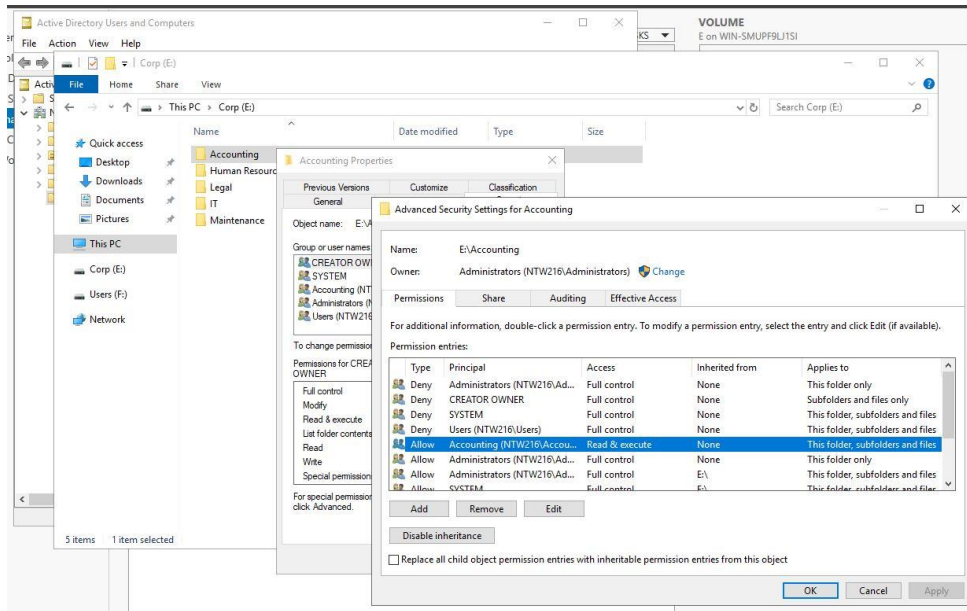 Active Directory Users and Computers
File Action View Help
VOLUME
E on WIN-SMUPF9LJ1SI
KS
Corp (E:)
File Home Share View
This PC > Corp (E:)
Search Corp (E:)
Activ
Quick access
Desktop
Downloads
Documents
Pictures
This PC
Corp (E:)
Users (F:)
Network
Name Date modified Type Size
Accounting
Human Resourc
Legal
IT
Maintenance
5 items 1 item selected
Accounting Properties
Previous Versions Customize Classification
General
Object name: E:\A
Group or user names
CREATOR OWN
SYSTEM
Accounting (NT
Administrators (N
Users (NTW216
To change permission
Permissions for CREA
OWNER
Full control
Modify
Read & execute
List folder contents
Read
Write
Special permission
For special permission
click Advanced.
Advanced Security Settings for Accounting
Name: E:\Accounting
Owner: Administrators (NTW216\Administrators) Change
Permissions Share Auditing Effective Access
For additional information, double-click a permission entry. To modify a permission entry, select the entry and click Edit (if available).
Permission entries:
Type Principal Access Inherited from Applies to
Deny Administrators (NTW216\Ad... Full control None This folder only
Deny CREATOR OWNER Full control None Subfolders and files only
Deny SYSTEM Full control None This folder, subfolders and files
Deny Users (NTW216\Users) Full control None This folder, subfolders and files
Allow Accounting (NTW216\Accou... Read & execute None This folder, subfolders and files
Allow Administrators (NTW216\Ad... Full control None This folder only
Allow Administrators (NTW216\Ad... Full control E:\ This folder, subfolders and files
Allow SYSTEM Full control E:\ This folder, subfolders and files
Add Remove Edit
Disable inheritance
Replace all child object permission entries with inheritable permission entries from this object
OK Cancel Apply